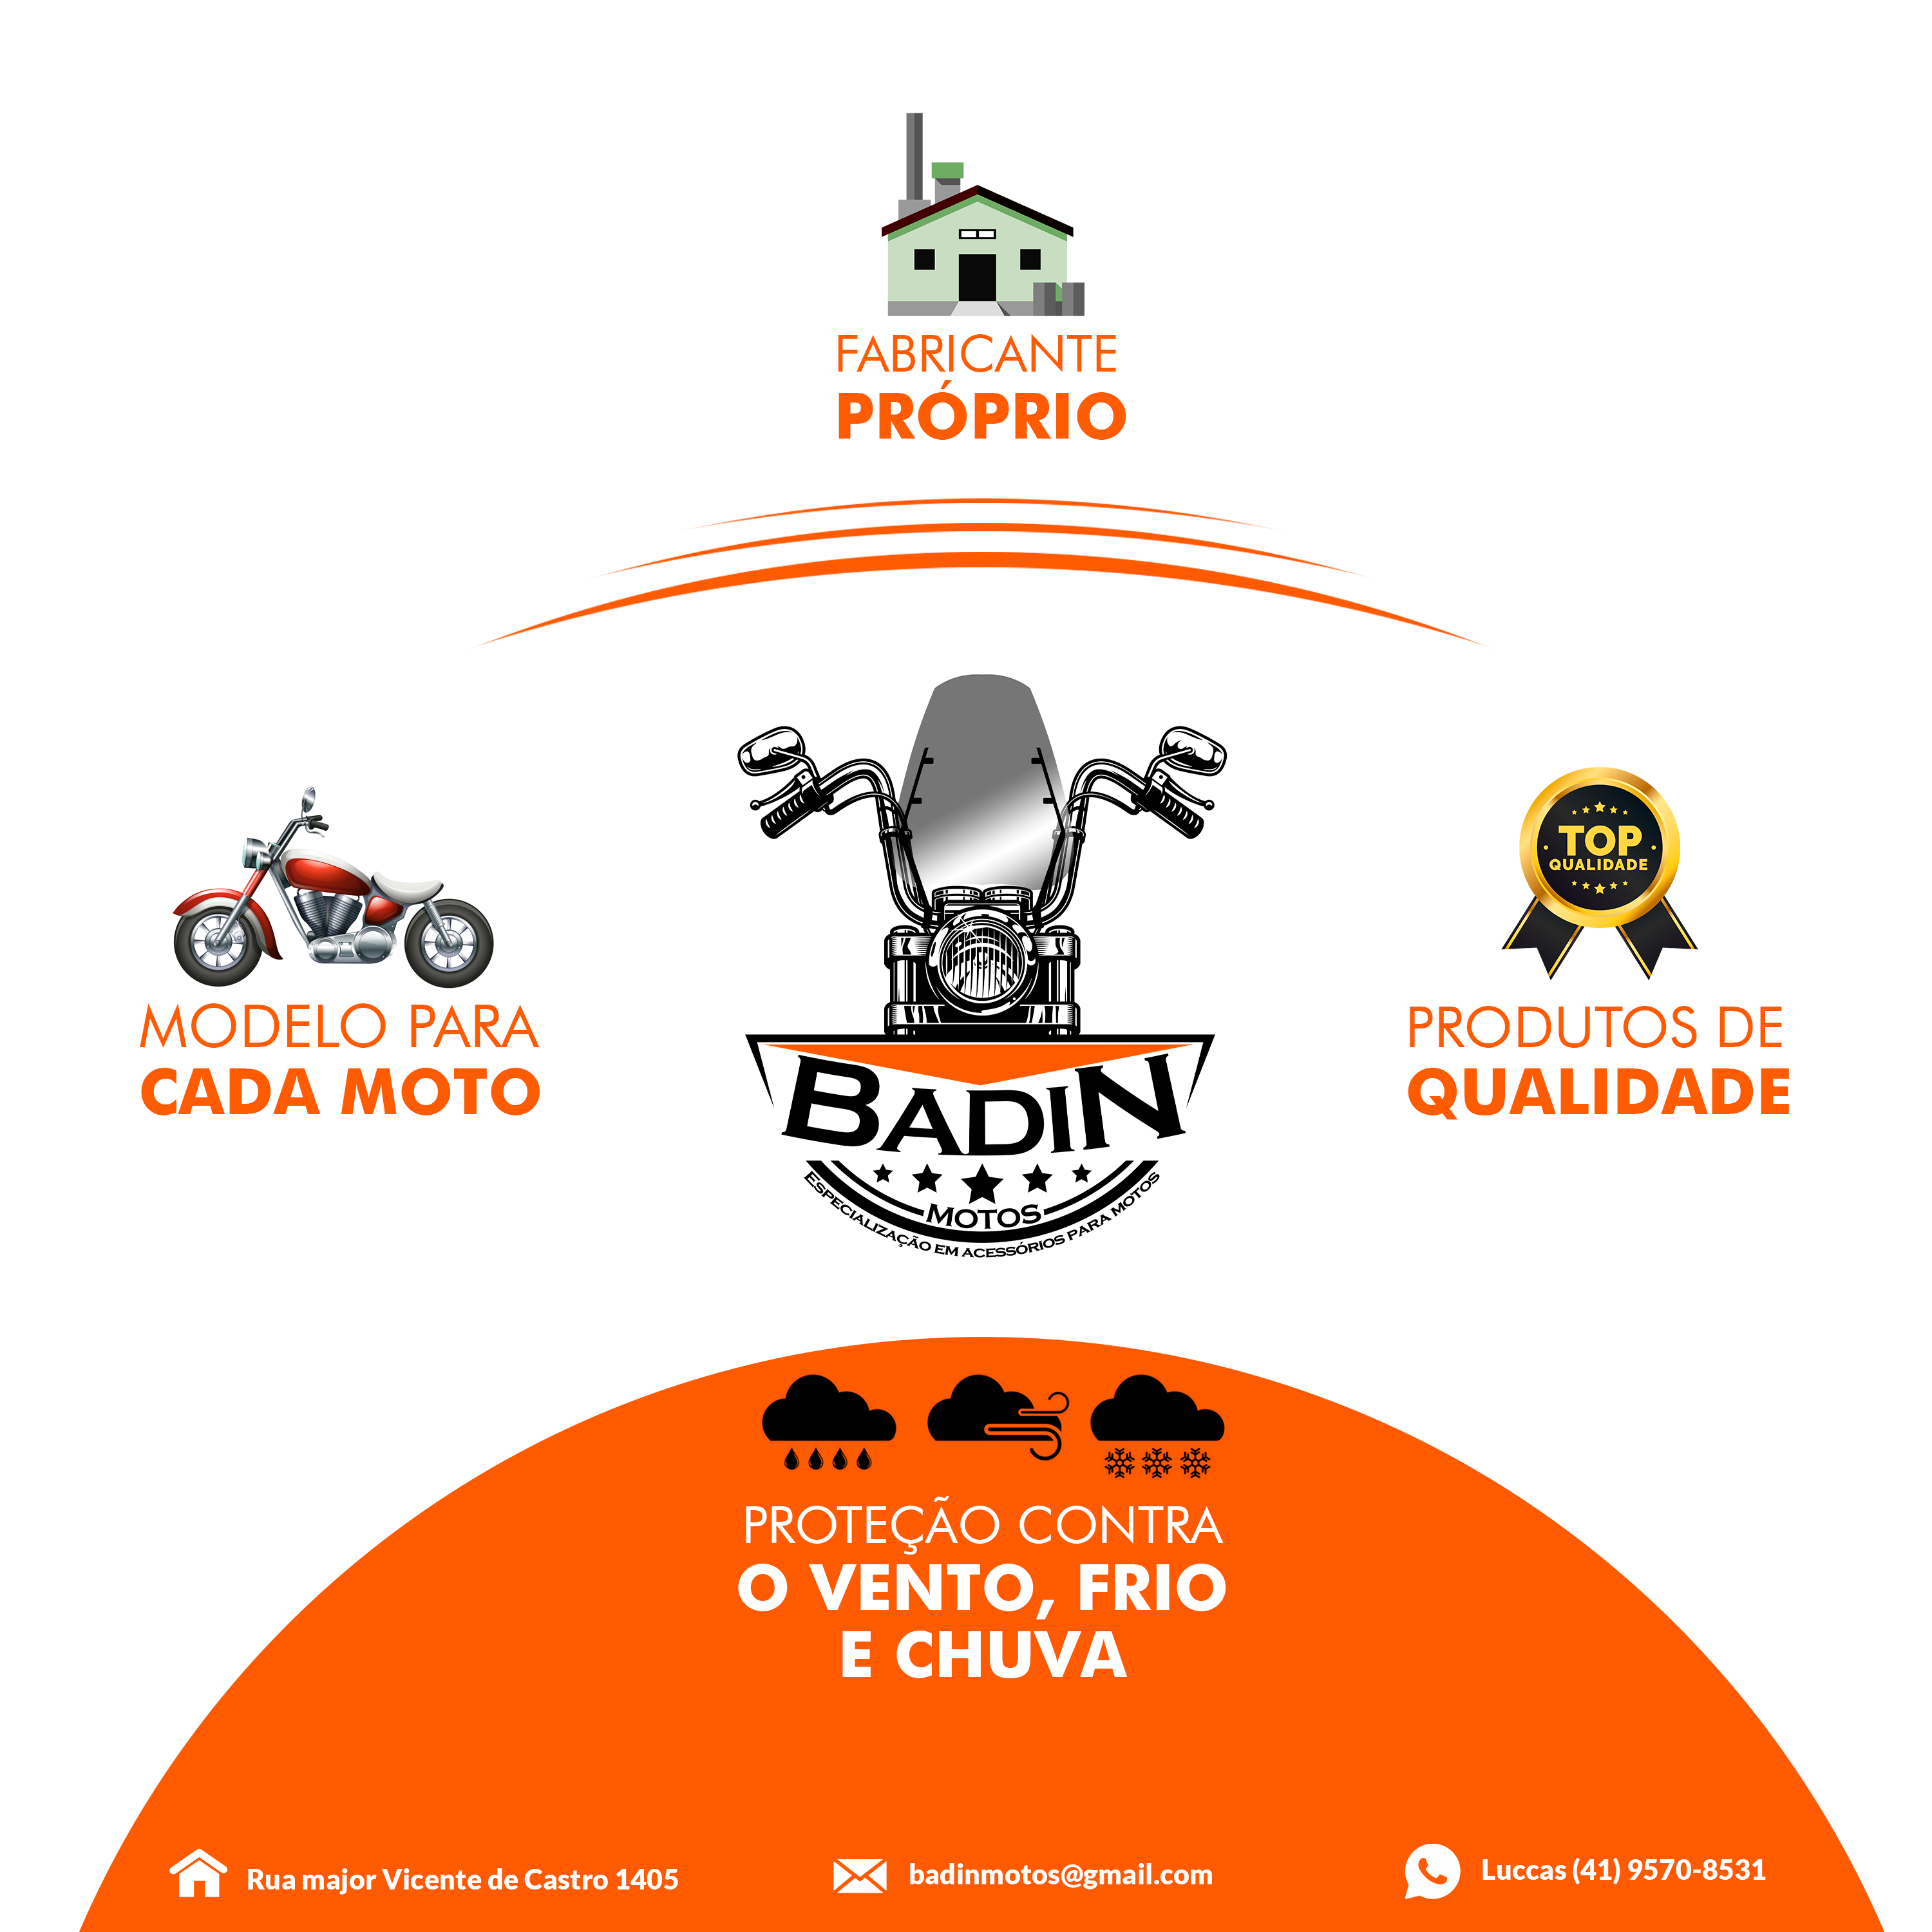 FABRICANTE
PRÓPRIO
MODELO PARA
CADA MOTO
BADIN
MOTOS
ESPECIALIZAÇÃO EM ACESSÓRIOS PARA MOTOS
TOP
QUALIDADE
PRODUTOS DE
QUALIDADE
PROTEÇÃO CONTRA
O VENTO, FRIO
E CHUVA
Rua major Vicente de Castro 1405
badinmotos@gmail.com
Luccas (41) 9570-8531